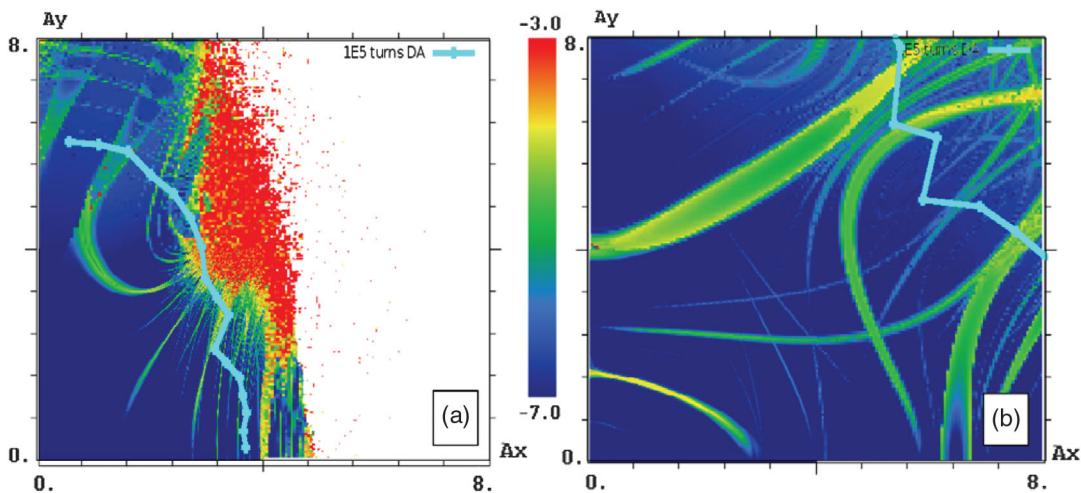 Ay
8.
1E5 turns DA
(a)
0.
Ax
0.
8.
-3.0
-7.0
Ay
8.
E5 turns DA
(b)
0.
Ax
0.
8.